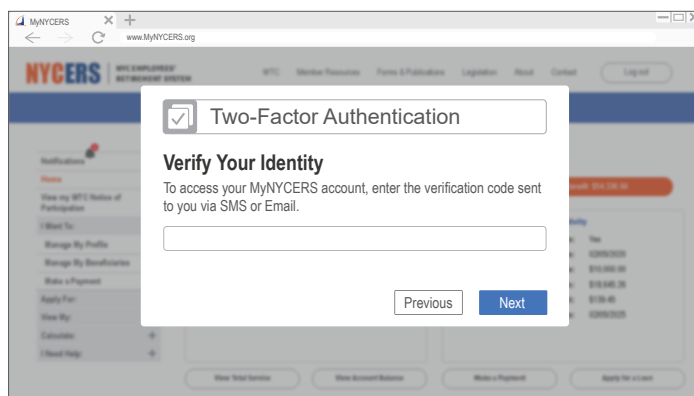 MyNYCERS
www.MyNYCERS.org
NYCERS
NYC EMPLOYEES'
RETIREMENT SYSTEM
WTC Member Resources Forms & Publications Legislation About Contact Log out
Two-Factor Authentication
Verify Your Identity
To access your MyNYCERS account, enter the verification code sent
to you via SMS or Email.
Previous Next
Notifications
Home
View my WTC Notice of
Participation
I Want To:
Manage My Profile
Manage My Beneficiaries
Make a Payment
Apply For:
View My:
Calculate:
I Need Help
Yes
View Total Service View Account Balance Make a Payment Apply for a Loan